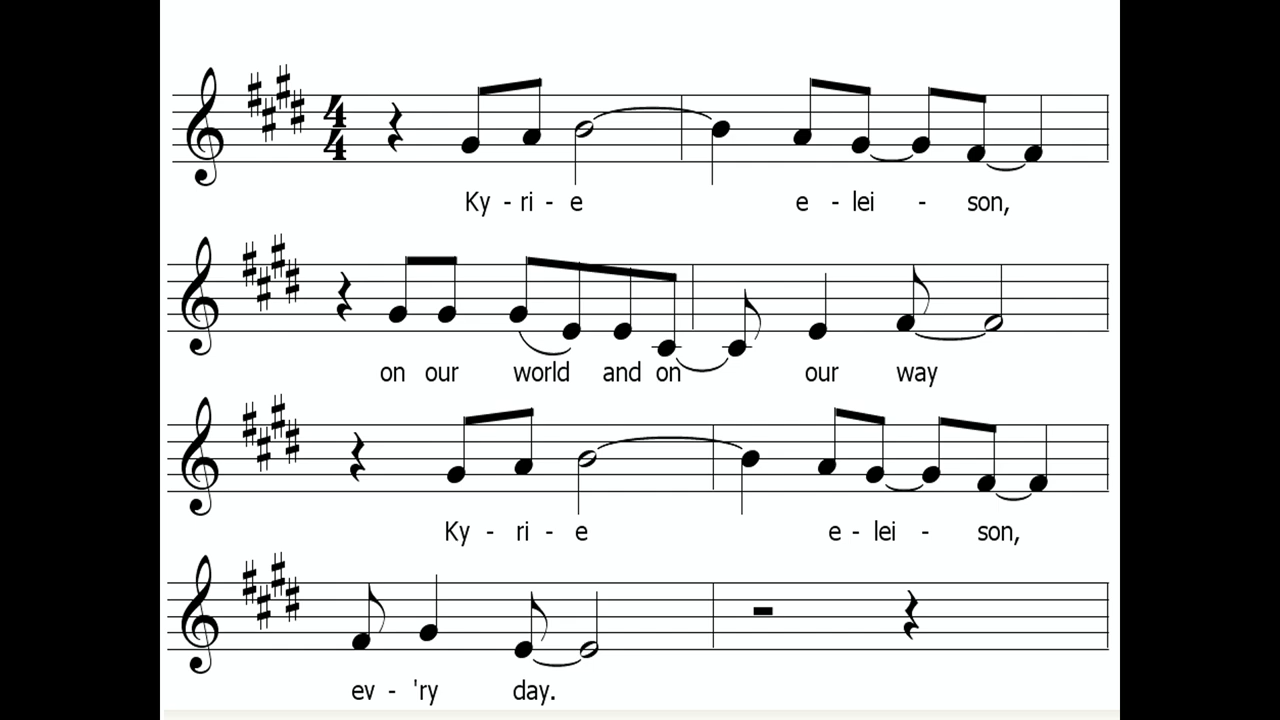 Ky - ri - e e - lei - son,
on our world and on our way
Ky - ri - e e - lei - son,
ev - 'ry day.